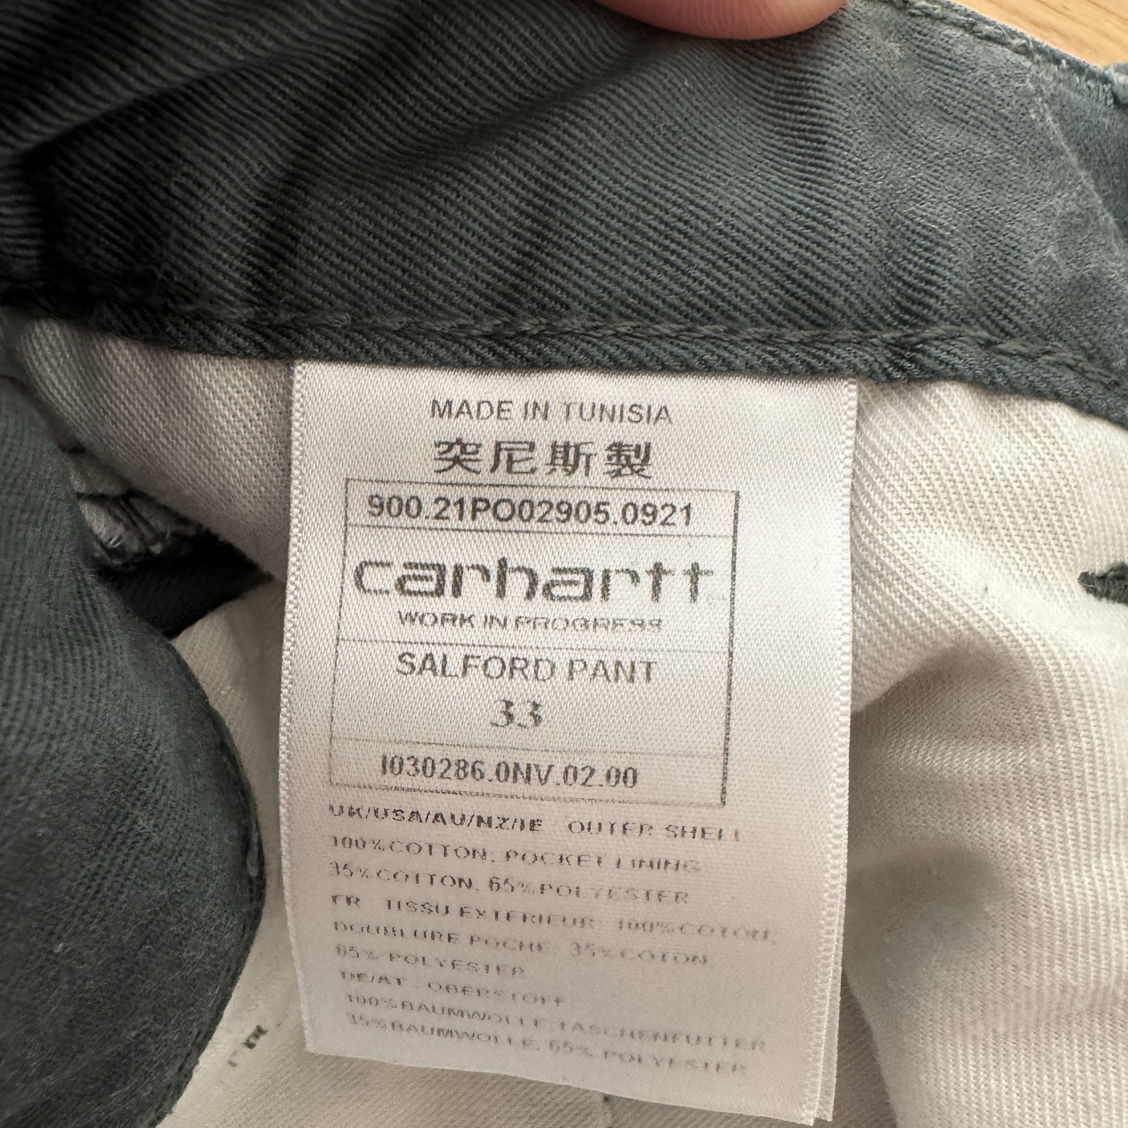 MADE IN TUNISIA
突尼斯製
900.21PO02905.0921
carhartt
WORK IN PROGRESS
SALFORD PANT
33
I030286.0NV.02.00
UK/USA/AU/NZ/IE OUTER SHELL
100%COTTON; POCKET LINING
35%COTTON, 65%POLYESTER
FR TISSU EXTERIEUR: 100%COTON
DOUBLURE POCHE: 35%COTON
65% POLYESTER
DE/AT OBERSTOFF
100%BAUMWOLLE;TASCHENFUTTER
35%BAUMWOLLE, 65% POLYESTER